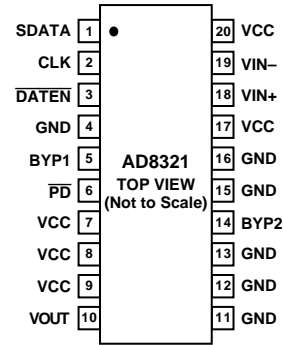 SDATA 1 20 VCC
CLK 2 19 VIN–
DATEN 3 18 VIN+
GND 4 17 VCC
BYP1 5 16 GND
AD8321
PD 6 15 GND
TOP VIEW
(Not to Scale)
VCC 7 14 BYP2
VCC 8 13 GND
VCC 9 12 GND
VOUT 10 11 GND